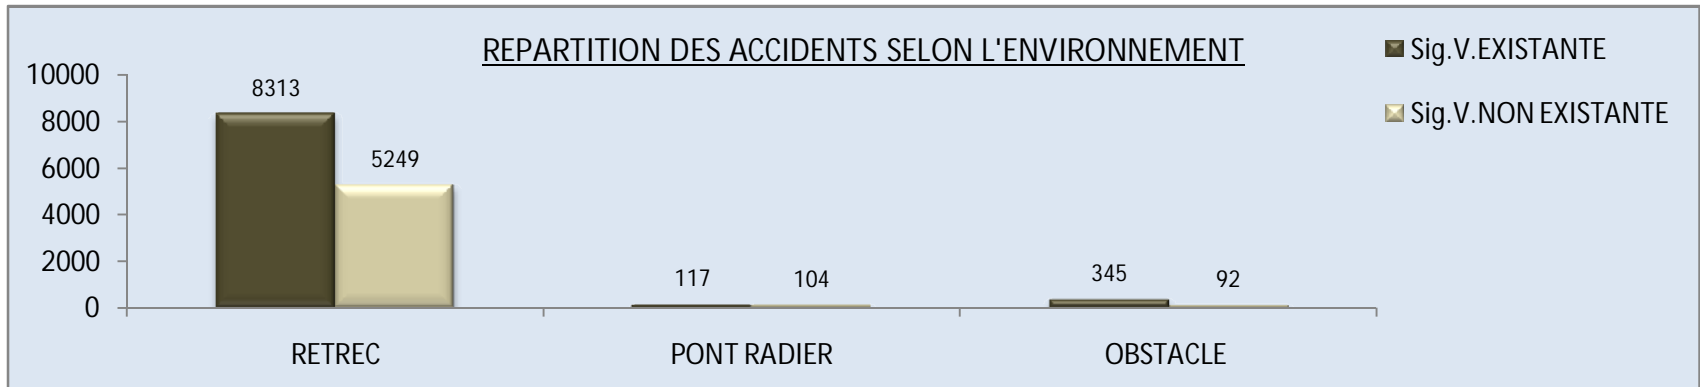 REPARTITION DES ACCIDENTS SELON L'ENVIRONNEMENT
Sig.V.EXISTANTE
Sig.V.NON EXISTANTE
10000
8000
6000
4000
2000
0
8313
5249
117
104
345
92
RETREC
PONT RADIER
OBSTACLE